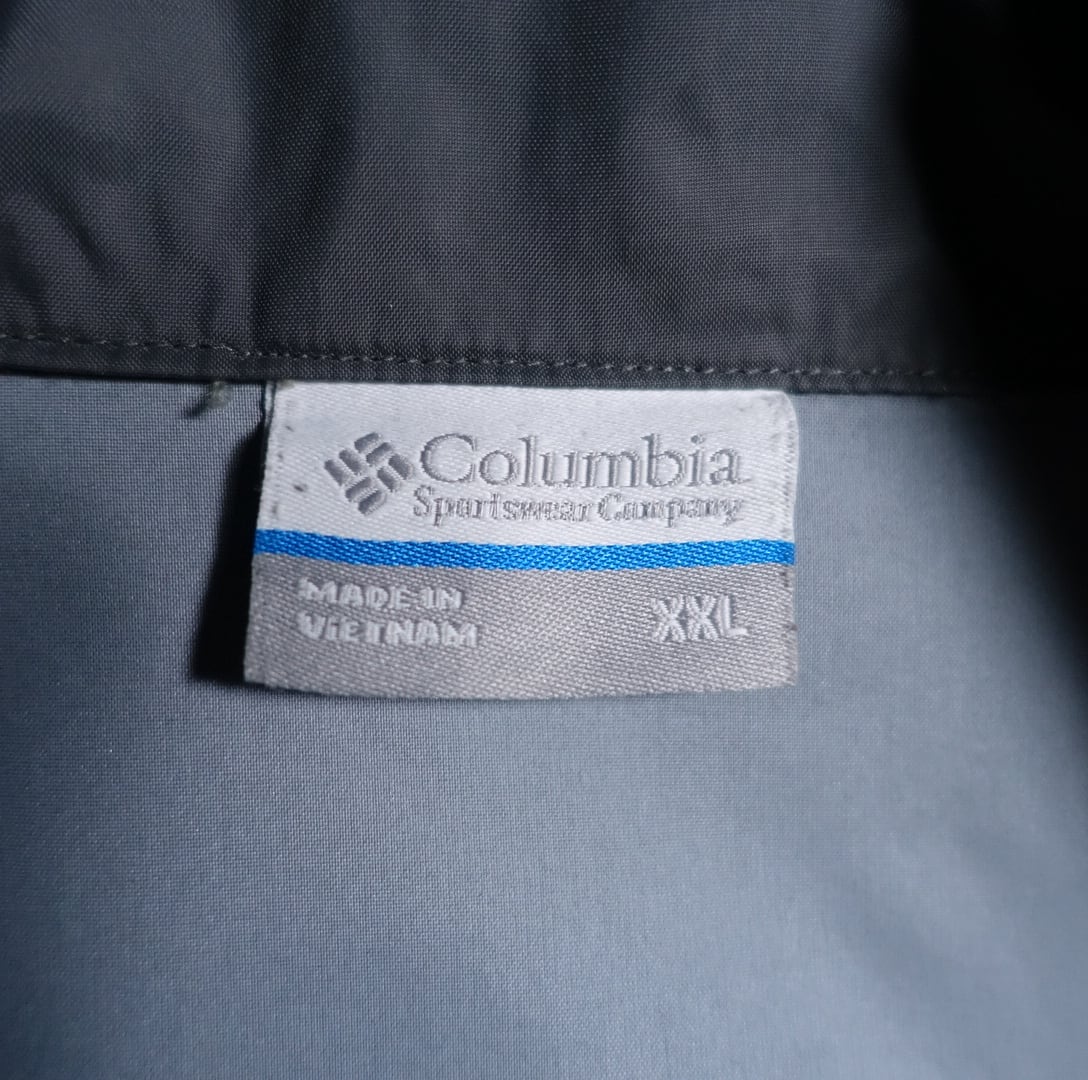 Columbia
Sportswear Company
MADE IN
VIETNAM
XXL